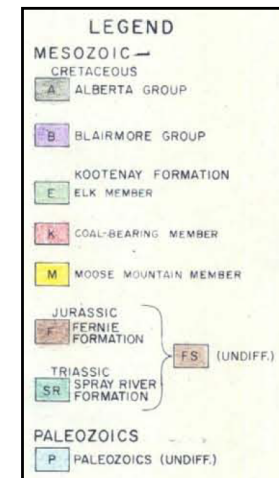 LEGEND
MESOZOIC —
CRETACEOUS
A ALBERTA GROUP
B BLAIRMORE GROUP
KOOTENAY FORMATION
E ELK MEMBER
K COAL-BEARING MEMBER
M MOOSE MOUNTAIN MEMBER
JURASSIC
F FERNIE
FORMATION
FS (UNDIFF.)
TRIASSIC
SR SPRAY RIVER
FORMATION
PALEOZOICS
P PALEOZOICS (UNDIFF.)